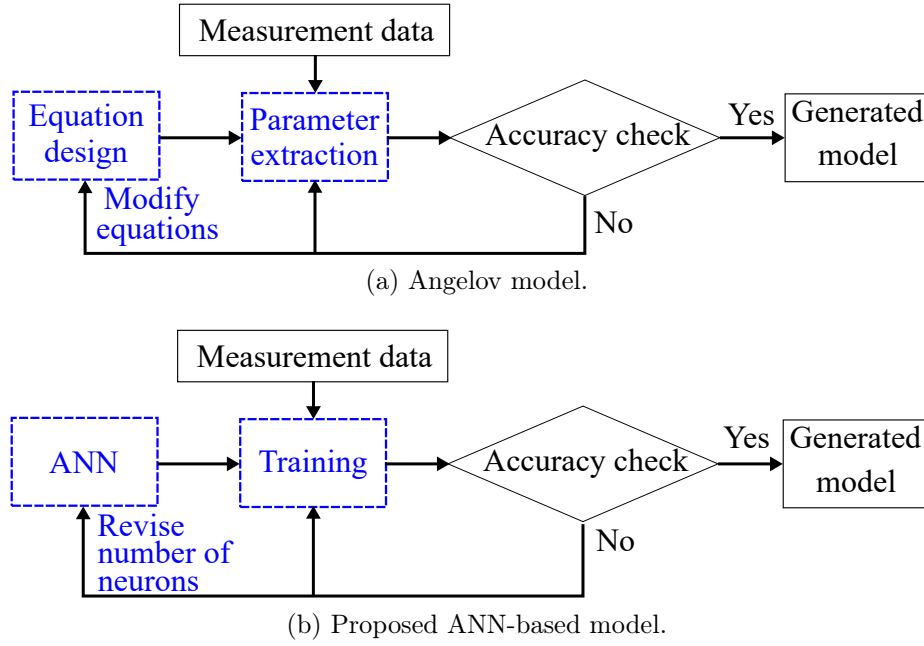 Measurement data
Equation
design
Parameter
extraction
Accuracy check
Yes
Generated
model
Modify
equations
No
(a) Angelov model.
Measurement data
ANN
Training
Accuracy check
Yes
Generated
model
Revise
number of
neurons
No
(b) Proposed ANN-based model.